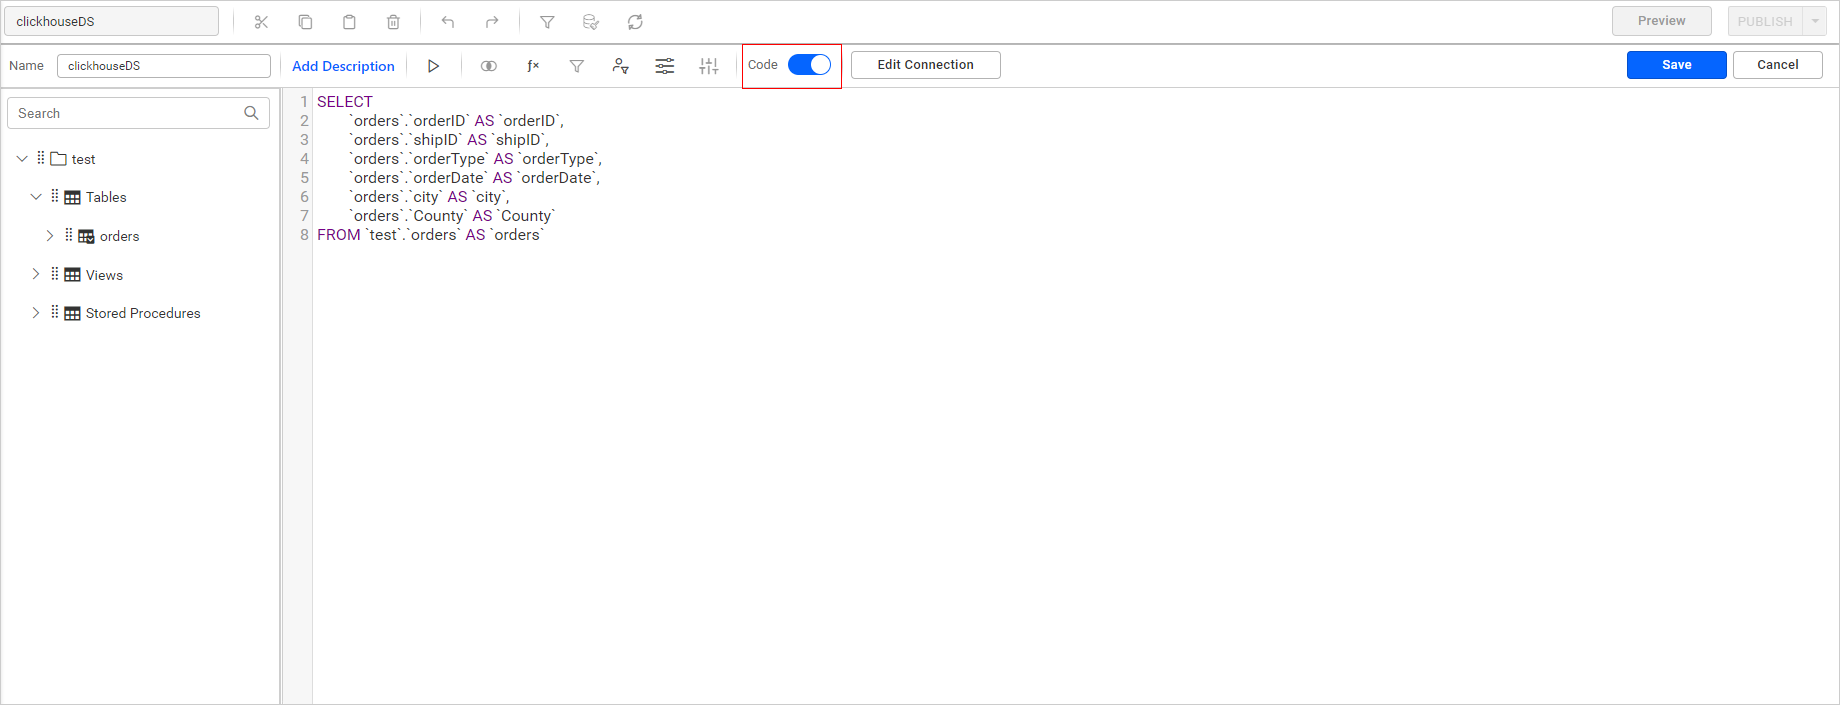 clickhouseDS
Preview
PUBLISH
Name
clickhouseDS
Add Description
Code
Edit Connection
Save
Cancel
Search
test
Tables
orders
Views
Stored Procedures
1 SELECT
2 `orders`.`orderID` AS `orderID`,
3 `orders`.`shipID` AS `shipID`,
4 `orders`.`orderType` AS `orderType`,
5 `orders`.`orderDate` AS `orderDate`,
6 `orders`.`city` AS `city`,
7 `orders`.`County` AS `County`
8 FROM `test`.`orders` AS `orders`